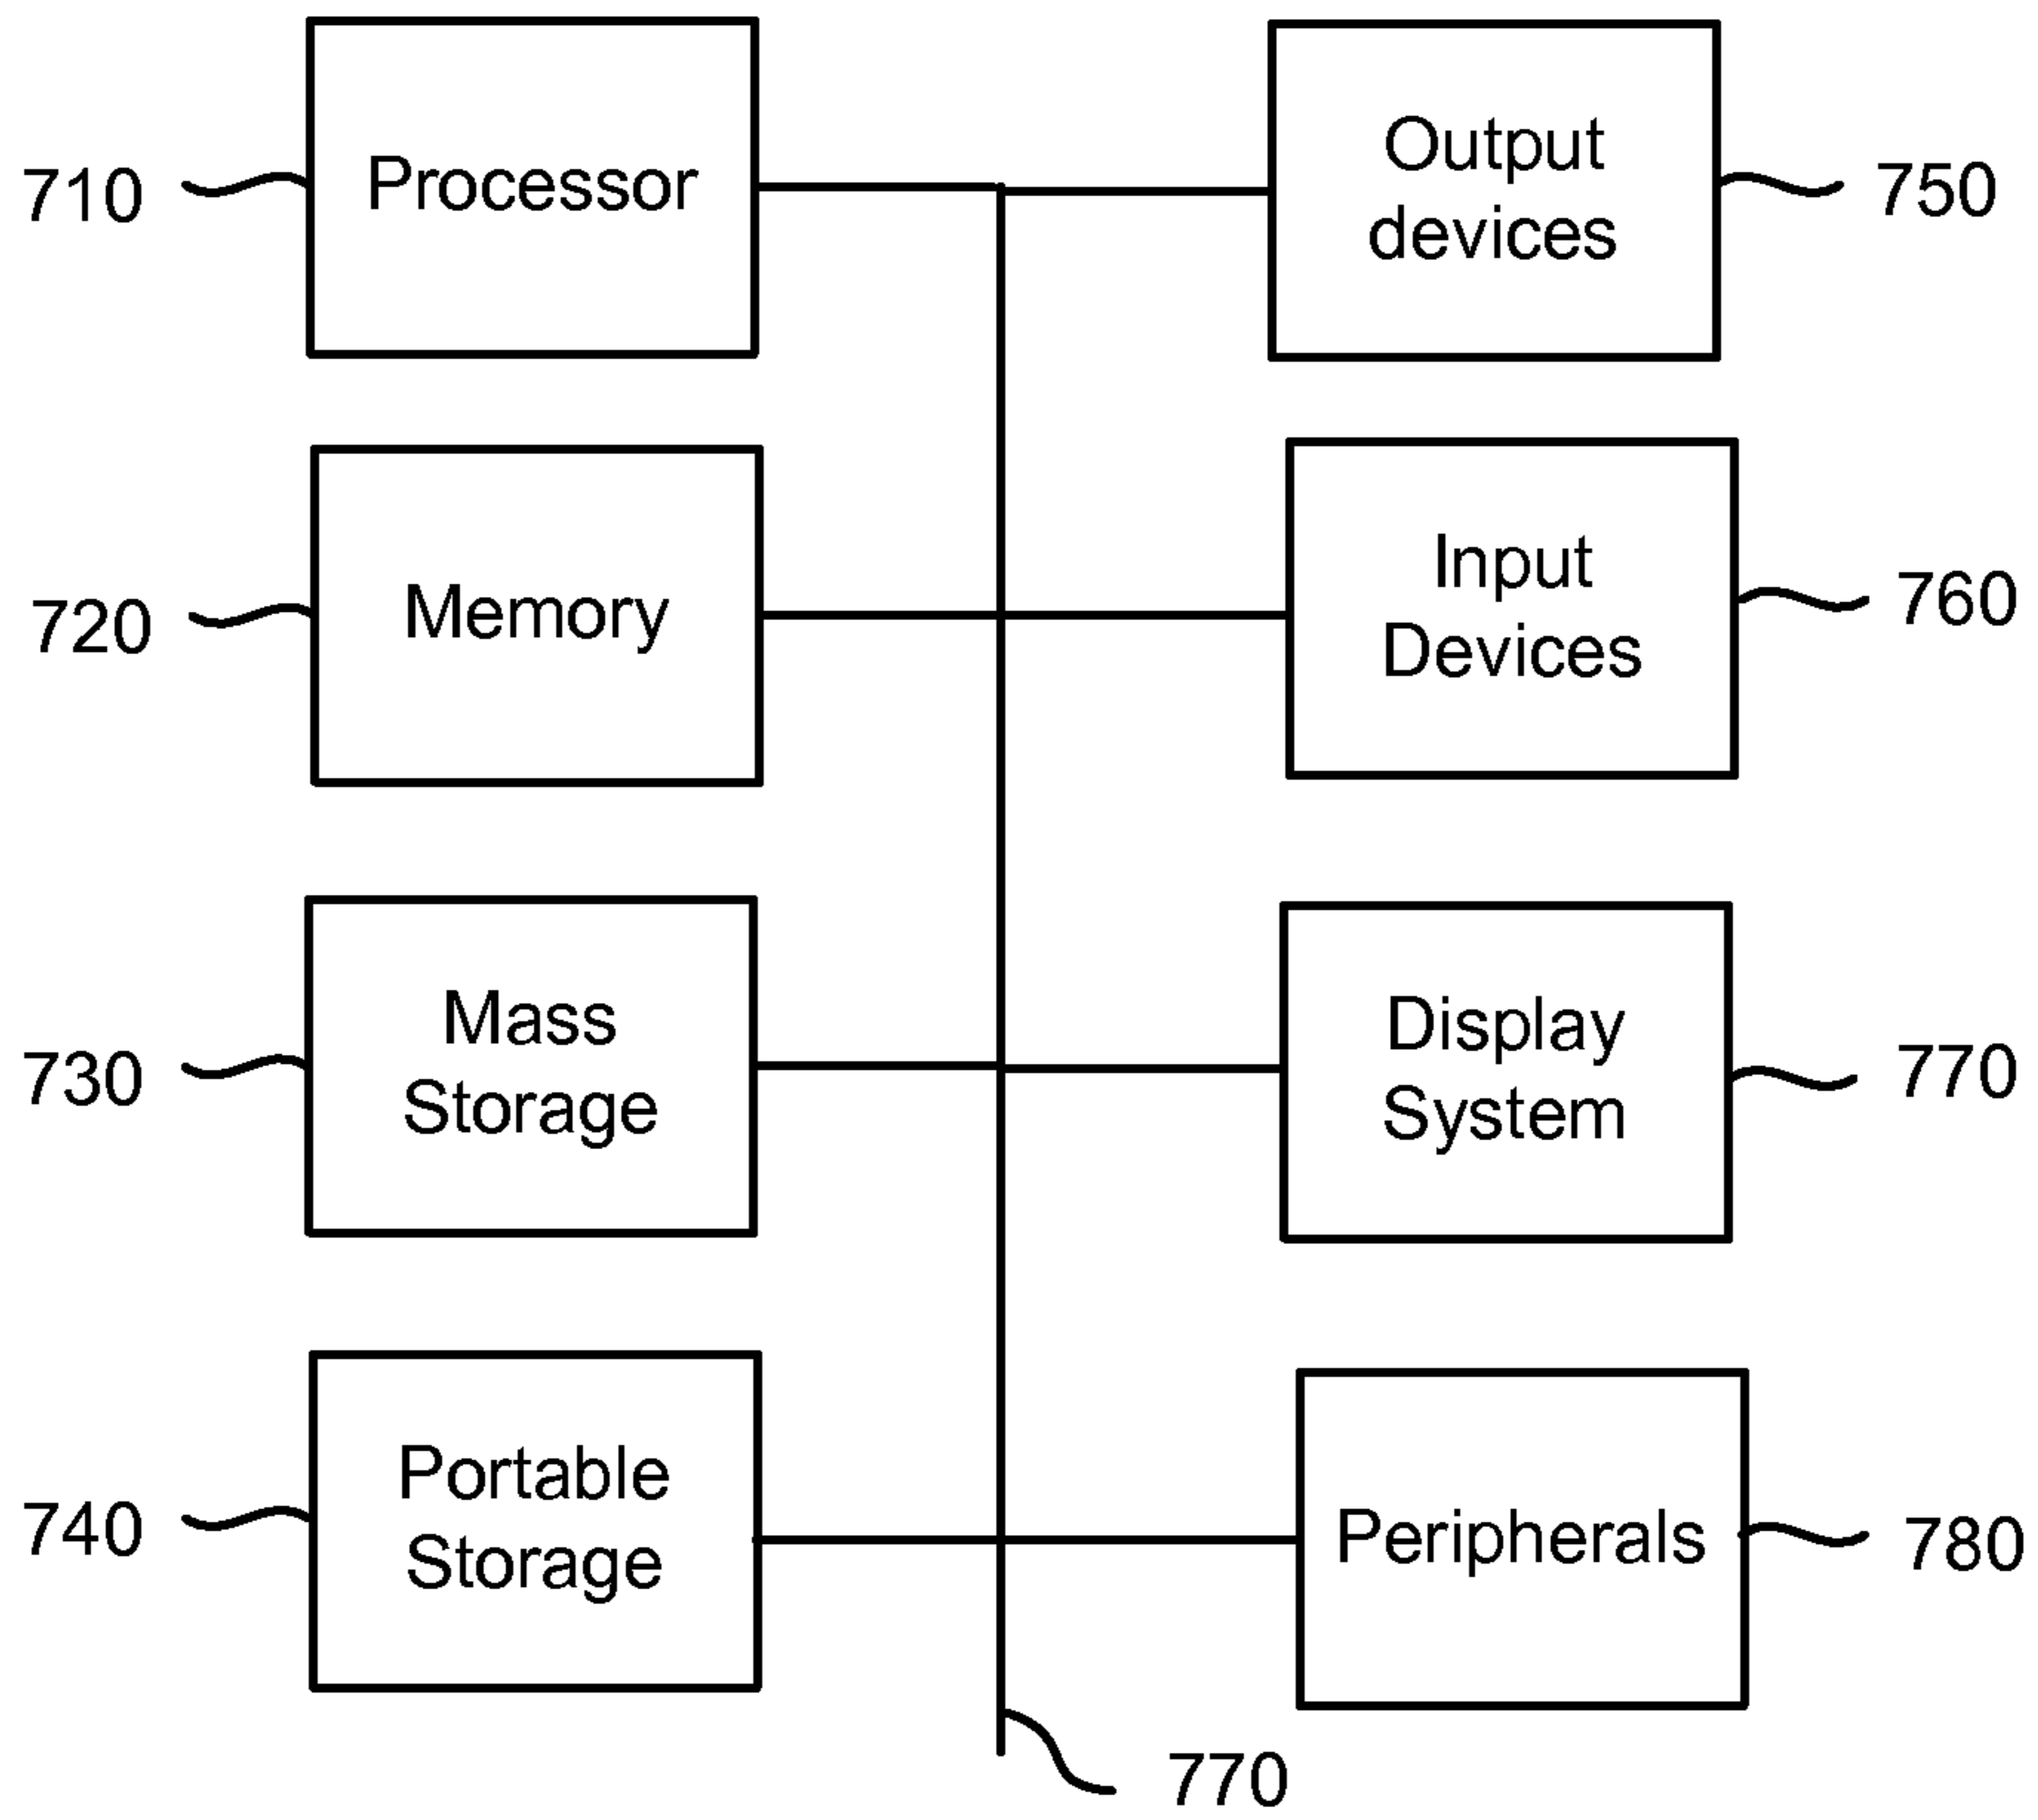 710
Processor
Output
devices
750
720
Memory
Input
Devices
760
730
Mass
Storage
Display
System
770
740
Portable
Storage
Peripherals
780
770